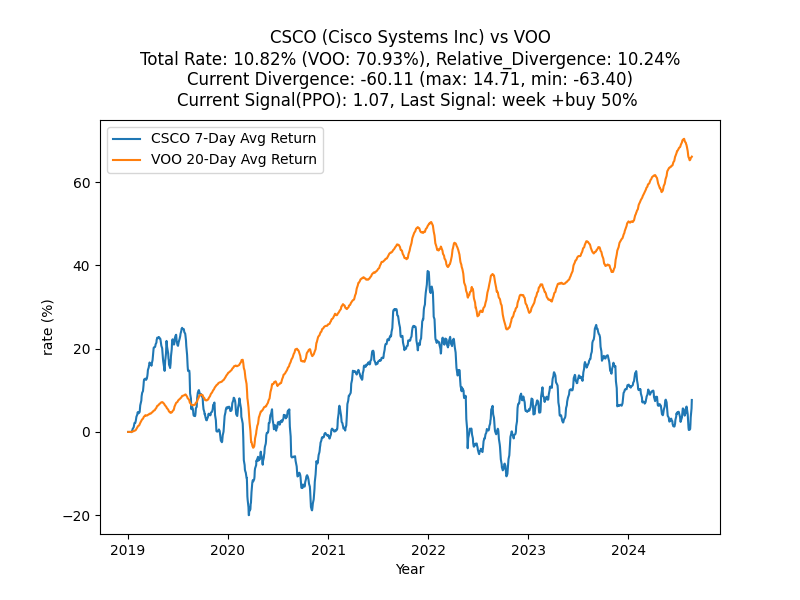 CSCO (Cisco Systems Inc) vs VOO
Total Rate: 10.82% (VOO: 70.93%), Relative_Divergence: 10.24%
Current Divergence: -60.11 (max: 14.71, min: -63.40)
Current Signal(PPO): 1.07, Last Signal: week +buy 50%
CSCO 7-Day Avg Return
VOO 20-Day Avg Return
rate (%)
60
40
20
0
−20
2019 2020 2021 2022 2023 2024
Year